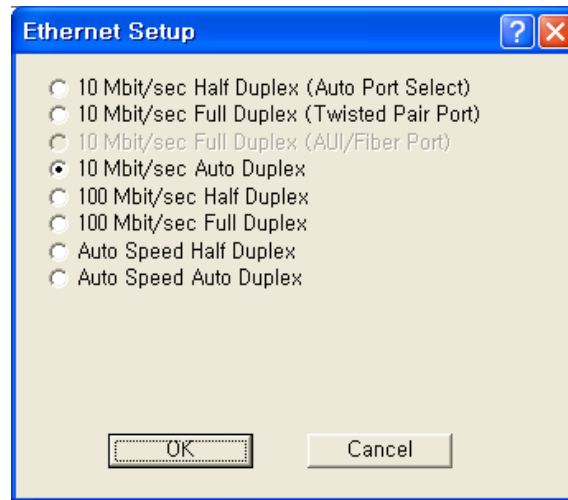 Ethernet Setup
10 Mbit/sec Half Duplex (Auto Port Select)
10 Mbit/sec Full Duplex (Twisted Pair Port)
10 Mbit/sec Full Duplex (AUI/Fiber Port)
10 Mbit/sec Auto Duplex
100 Mbit/sec Half Duplex
100 Mbit/sec Full Duplex
Auto Speed Half Duplex
Auto Speed Auto Duplex
OK Cancel